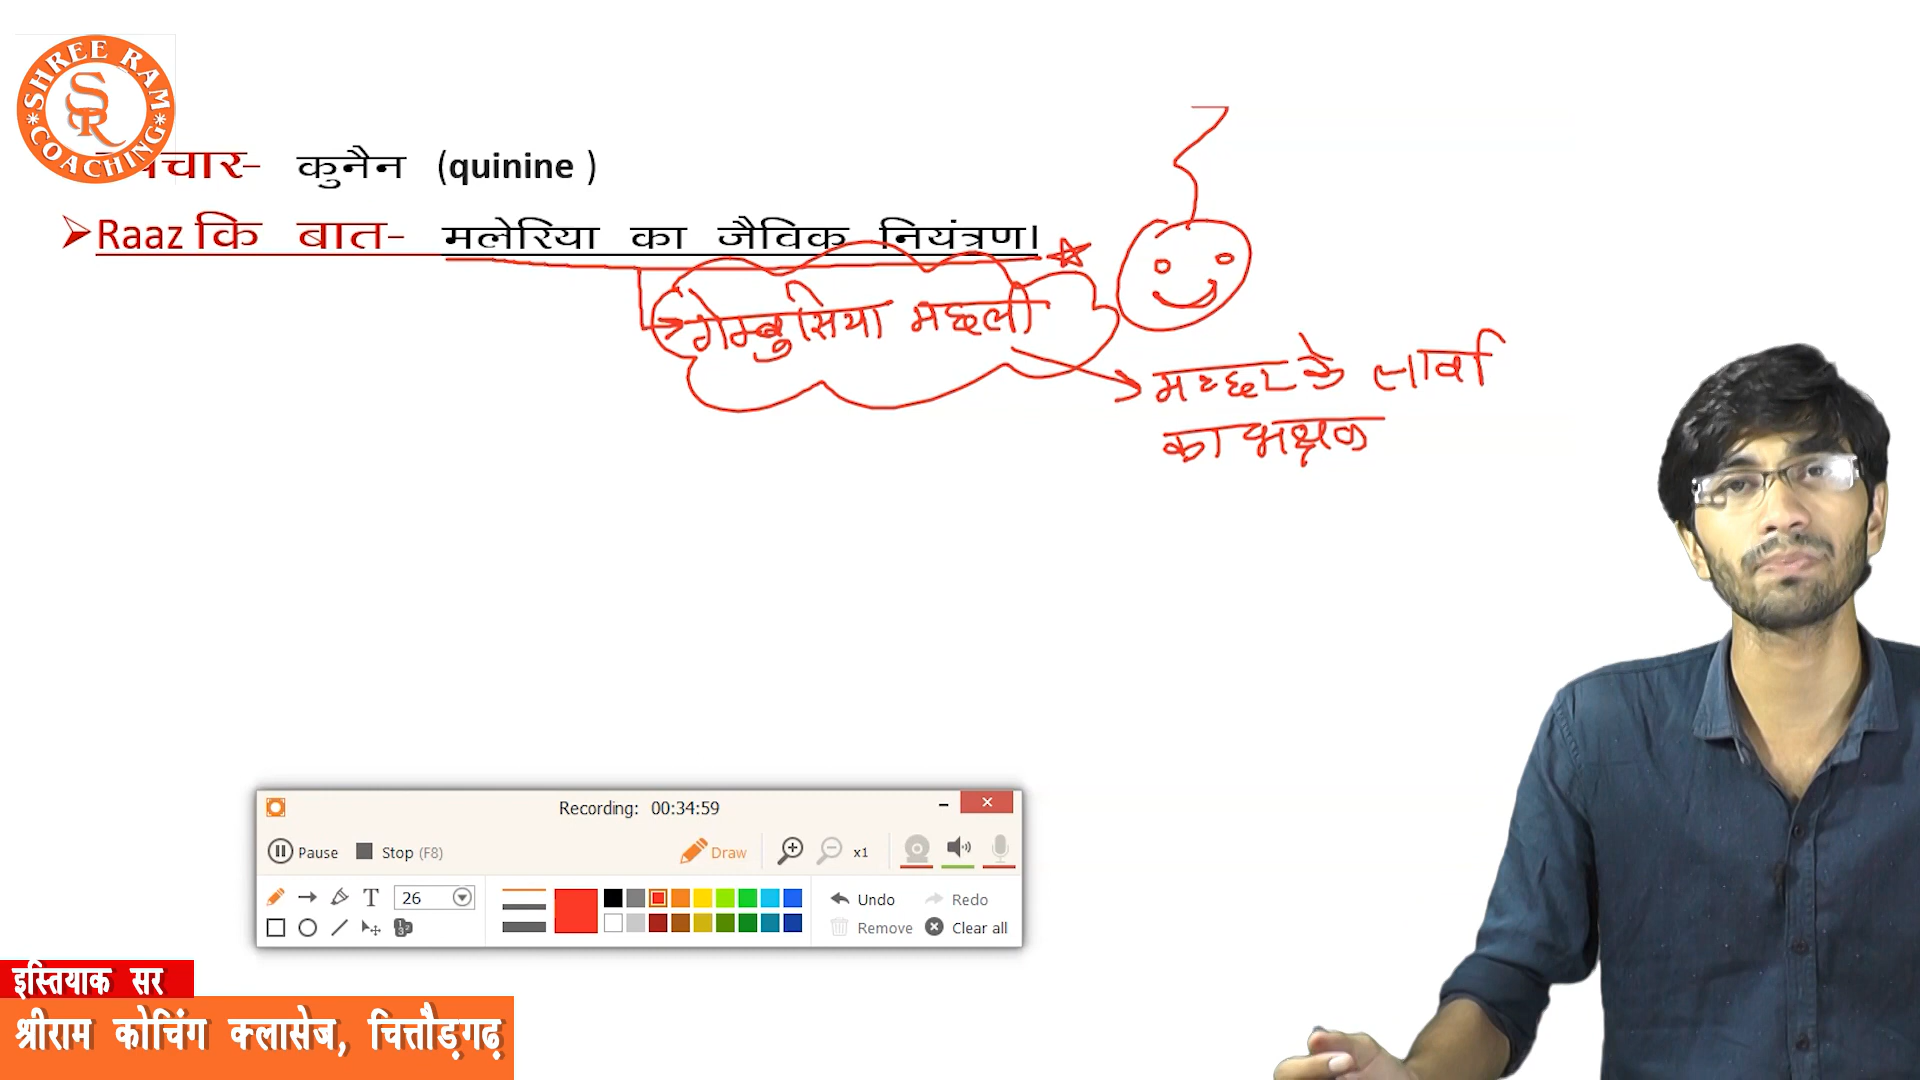 SHREE RAM COACHING
SR
चार- कुनैन (quinine )
Raaz कि बात- मलेरिया का जैविक नियंत्रण।
गेम्बुसिया मछली
मच्छर के लार्वा
का भक्षक
Recording: 00:34:59
Pause Stop (F8) Draw x1
T 26 Undo Redo
Remove Clear all
इस्तियाक सर
श्रीराम कोचिंग क्लासेज, चित्तौड़गढ़